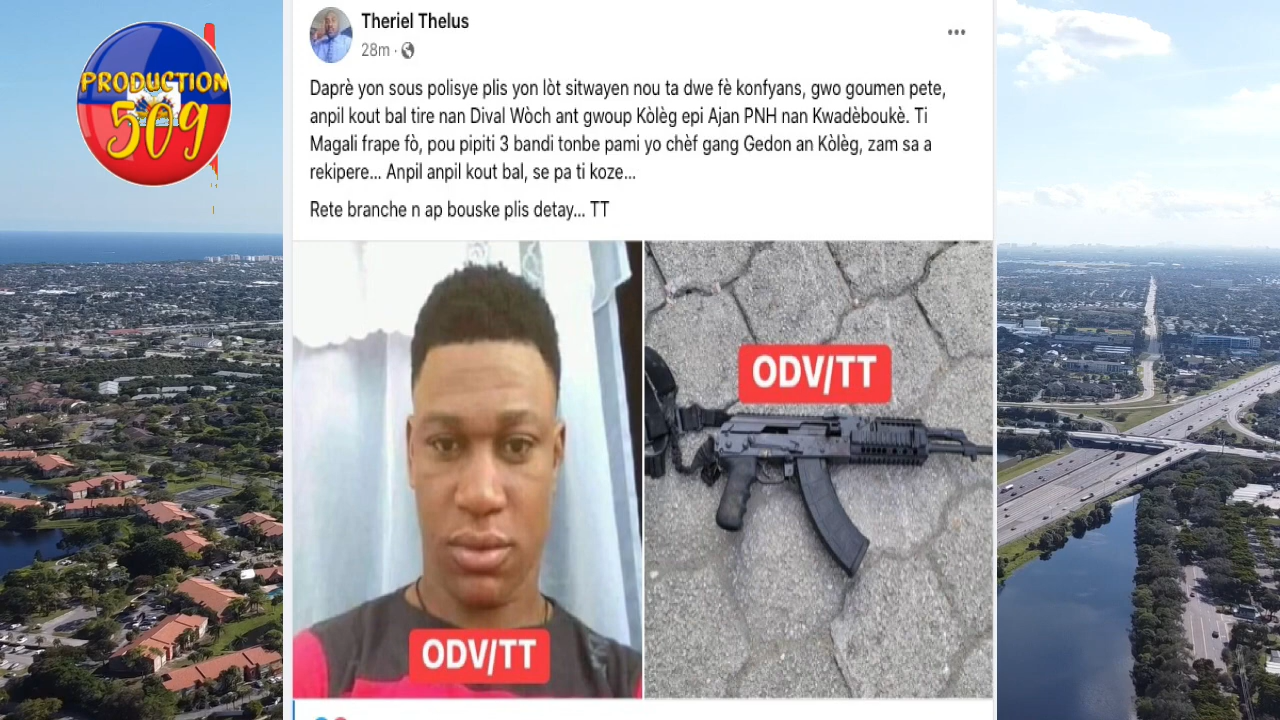 PRODUCTION
509
Theriel Thelus
28m ·
Daprè yon sous polisye plis yon lòt sitwayen nou ta dwe fè konfyans, gwo goumen pete,
anpil kout bal tire nan Dival Wòch ant gwoup Kòlèg epi Ajan PNH nan Kwadèboukè. Ti
Magali frape fò, pou pipiti 3 bandi tonbe pami yo chèf gang Gedon an Kòlèg, zam sa a
rekipere... Anpil anpil kout bal, se pa ti koze...
Rete branche n ap bouske plis detay... TT
ODV/TT
ODV/TT